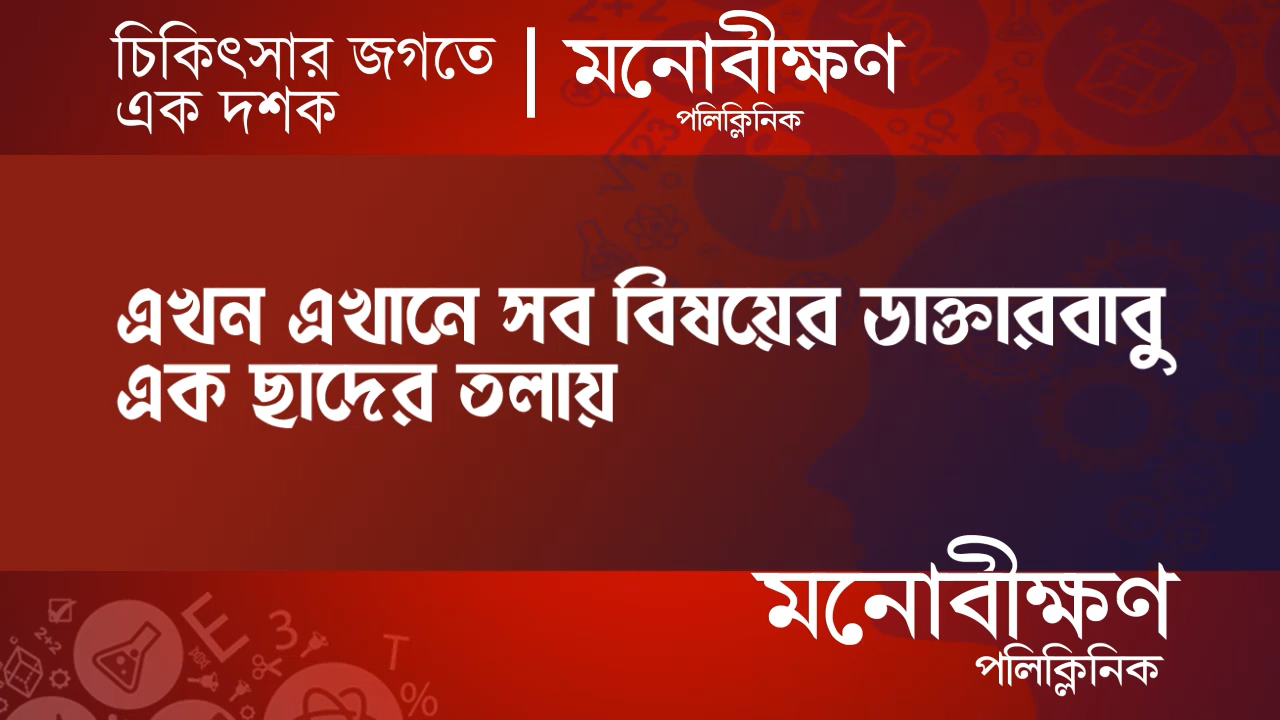 চিকিৎসার জগতে
এক দশক
মনোবীক্ষণ
পলিক্লিনিক
এখন এখানে সব বিষয়ের ডাক্তারবাবু
এক ছাদের তলায়
মনোবীক্ষণ
পলিক্লিনিক